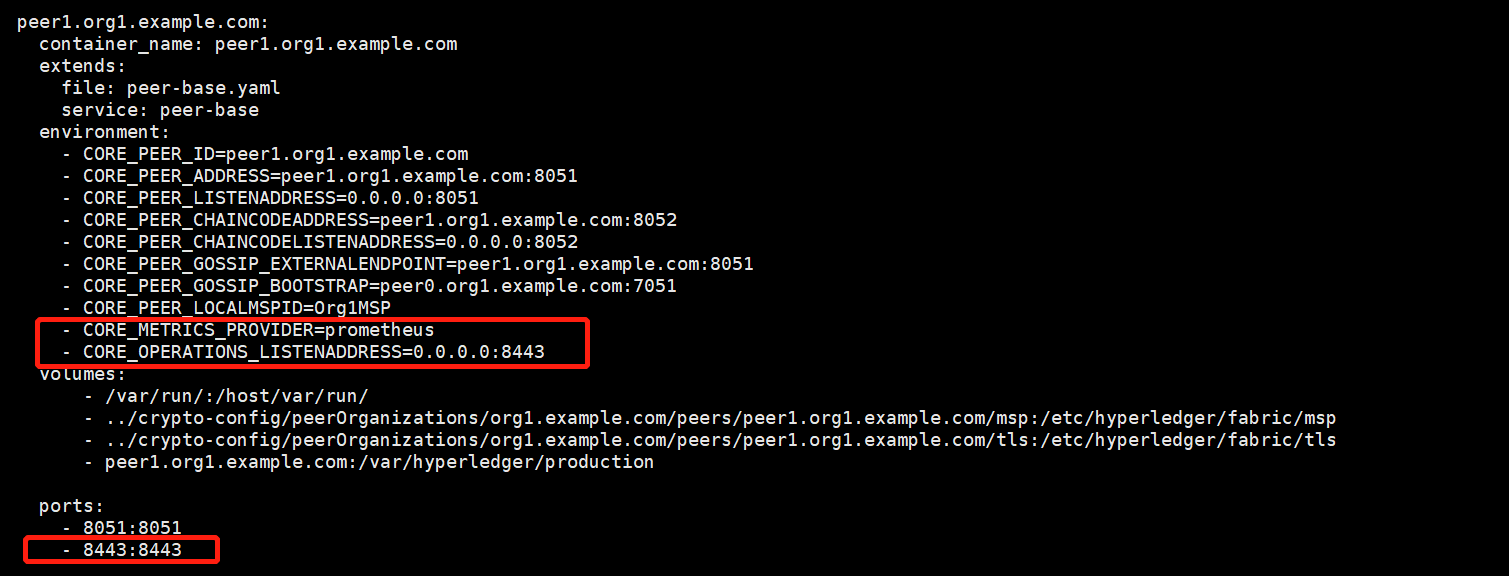 peer1.org1.example.com:
container_name: peer1.org1.example.com
extends:
file: peer-base.yaml
service: peer-base
environment:
- CORE_PEER_ID=peer1.org1.example.com
- CORE_PEER_ADDRESS=peer1.org1.example.com:8051
- CORE_PEER_LISTENADDRESS=0.0.0.0:8051
- CORE_PEER_CHAINCODEADDRESS=peer1.org1.example.com:8052
- CORE_PEER_CHAINCODELISTENADDRESS=0.0.0.0:8052
- CORE_PEER_GOSSIP_EXTERNALENDPOINT=peer1.org1.example.com:8051
- CORE_PEER_GOSSIP_BOOTSTRAP=peer0.org1.example.com:7051
- CORE_PEER_LOCALMSPID=Org1MSP
- CORE_METRICS_PROVIDER=prometheus
- CORE_OPERATIONS_LISTENADDRESS=0.0.0.0:8443
volumes:
- /var/run/:/host/var/run/
- ../crypto-config/peerOrganizations/org1.example.com/peers/peer1.org1.example.com/msp:/etc/hyperledger/fabric/msp
- ../crypto-config/peerOrganizations/org1.example.com/peers/peer1.org1.example.com/tls:/etc/hyperledger/fabric/tls
- peer1.org1.example.com:/var/hyperledger/production
ports:
- 8051:8051
- 8443:8443